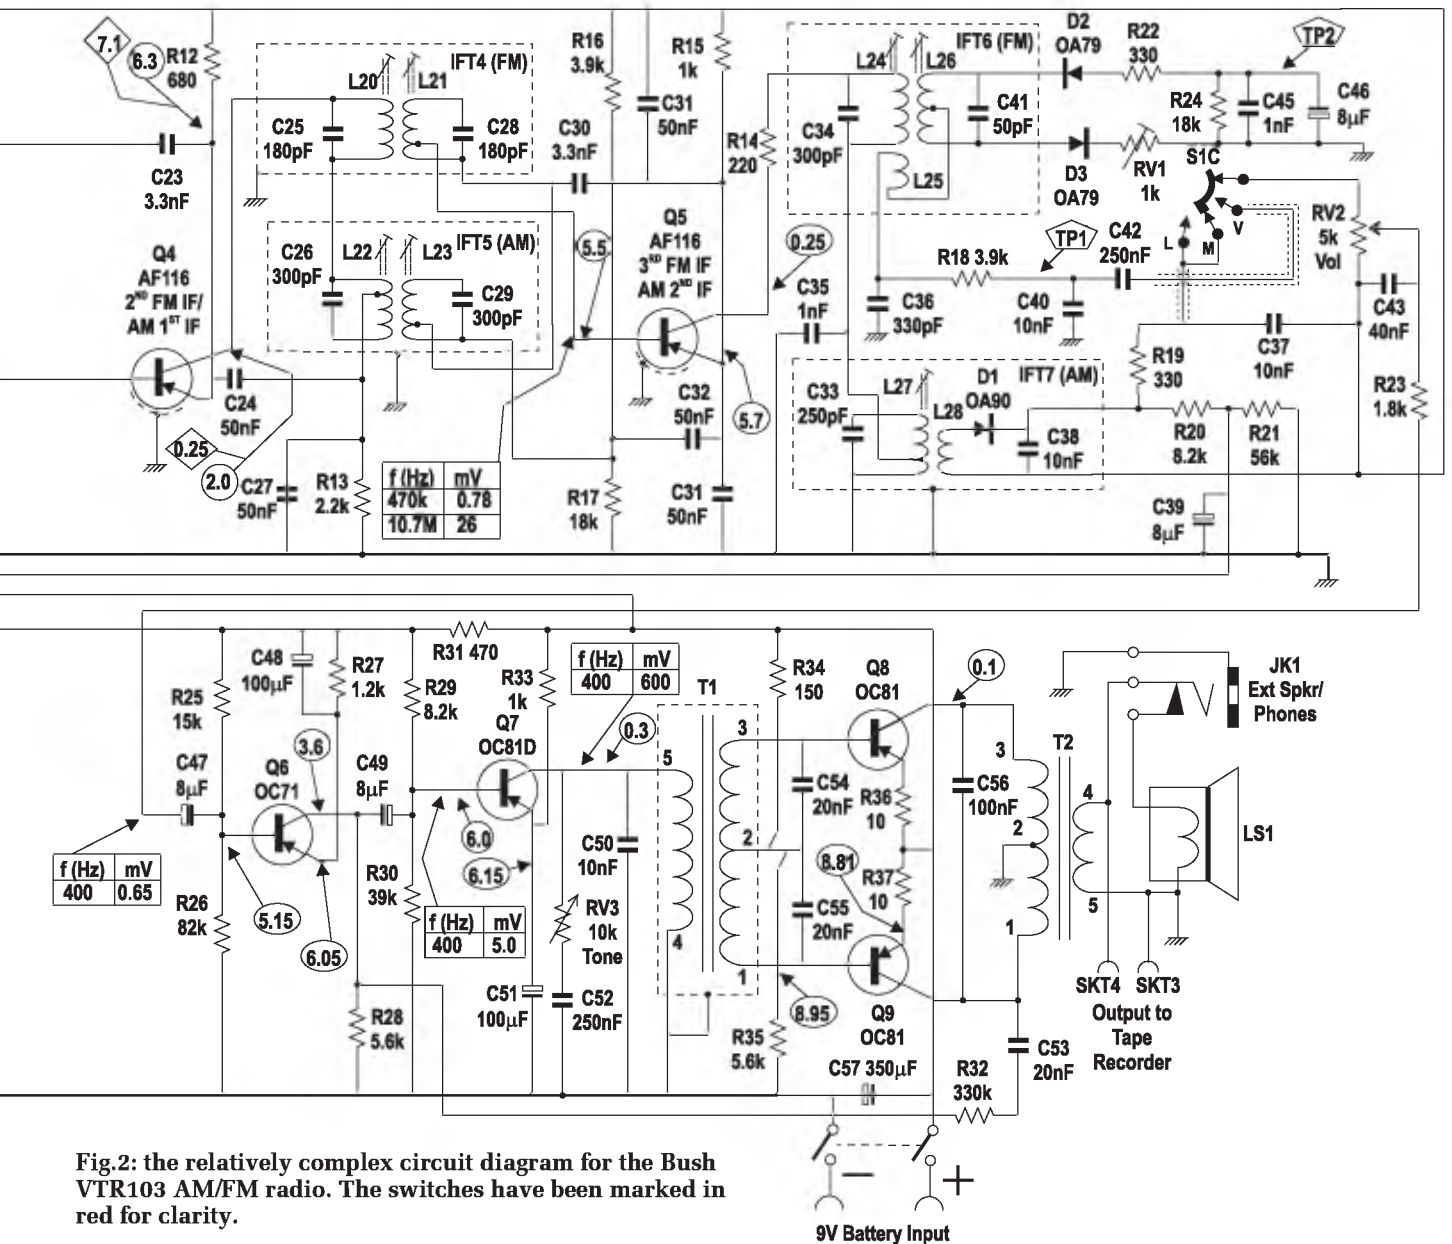 7.1
6.3
R12
680
C23
3.3nF
IFT4 (FM)
L20
L21
C25
180pF
C28
180pF
R16
3.9k
C31
50nF
R15
1k
C30
3.3nF
R14
220
Q4
AF116
2ND FM IF/
AM 1ST IF
C24
50nF
0.25
2.0
C27
50nF
R13
2.2k
IFT5 (AM)
L22
L23
C26
300pF
C29
300pF
f (Hz) mV
470k 0.78
10.7M 26
5.5
Q5
AF116
3RD FM IF
AM 2ND IF
0.25
C32
50nF
5.7
R17
18k
C31
50nF
IFT6 (FM)
L24
L26
C34
300pF
C41
50pF
L25
D2
OA79
R22
330
TP2
R24
18k
C45
1nF
C46
8µF
D3
OA79
RV1
1k
S1C
L
M
V
RV2
5k
Vol
C35
1nF
C36
330pF
R18 3.9k
TP1
C42
250nF
C40
10nF
C43
40nF
C37
10nF
R19
330
R23
1.8k
IFT7 (AM)
C33
250pF
L27
L28
D1
OA90
C38
10nF
R20
8.2k
R21
56k
C39
8µF
R25
15k
C48
100µF
R27
1.2k
R31 470
R29
8.2k
R33
1k
f (Hz) mV
400 600
0.3
T1
R34
150
Q8
OC81
0.1
C47
8µF
Q6
OC71
3.6
C49
8µF
Q7
OC81D
6.0
6.15
C50
10nF
5
4
3
2
1
C54
20nF
C55
20nF
R36
10
R37
10
8.81
C56
100nF
T2
3
2
1
4
5
JK1
Ext Spkr/
Phones
LS1
f (Hz) mV
400 0.65
R26
82k
5.15
6.05
R30
39k
f (Hz) mV
400 5.0
RV3
10k
Tone
C51
100µF
C52
250nF
R28
5.6k
R35
5.6k
8.95
Q9
OC81
C57 350µF
R32
330k
C53
20nF
SKT4 SKT3
Output to
Tape
Recorder
− +
9V Battery Input
Fig.2: the relatively complex circuit diagram for the Bush
VTR103 AM/FM radio. The switches have been marked in
red for clarity.